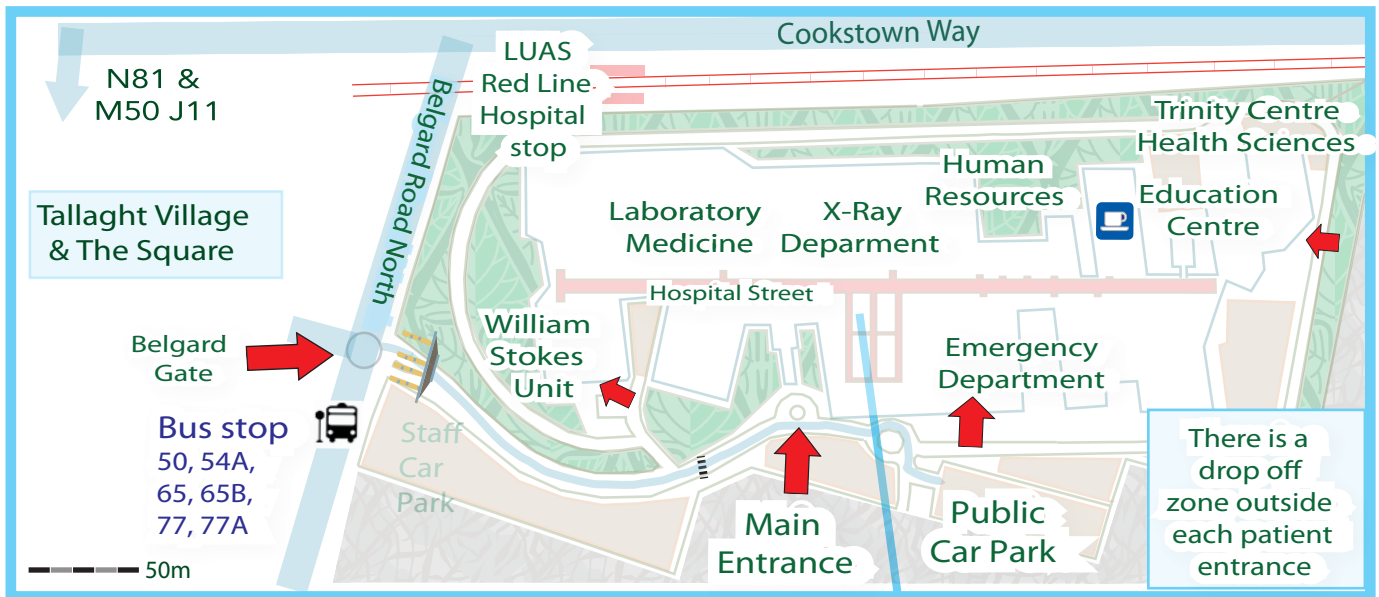 Cookstown Way
N81 &
M50 J11
Belgard Road North
LUAS
Red Line
Hospital
stop
Trinity Centre
Health Sciences
Human
Resources
Education
Centre
Laboratory
Medicine
X-Ray
Deparment
Tallaght Village
& The Square
Hospital Street
William
Stokes
Unit
Belgard
Gate
Emergency
Department
Bus stop
50, 54A,
65, 65B,
77, 77A
Staff
Car
Park
Main
Entrance
Public
Car Park
There is a
drop off
zone outside
each patient
entrance
50m